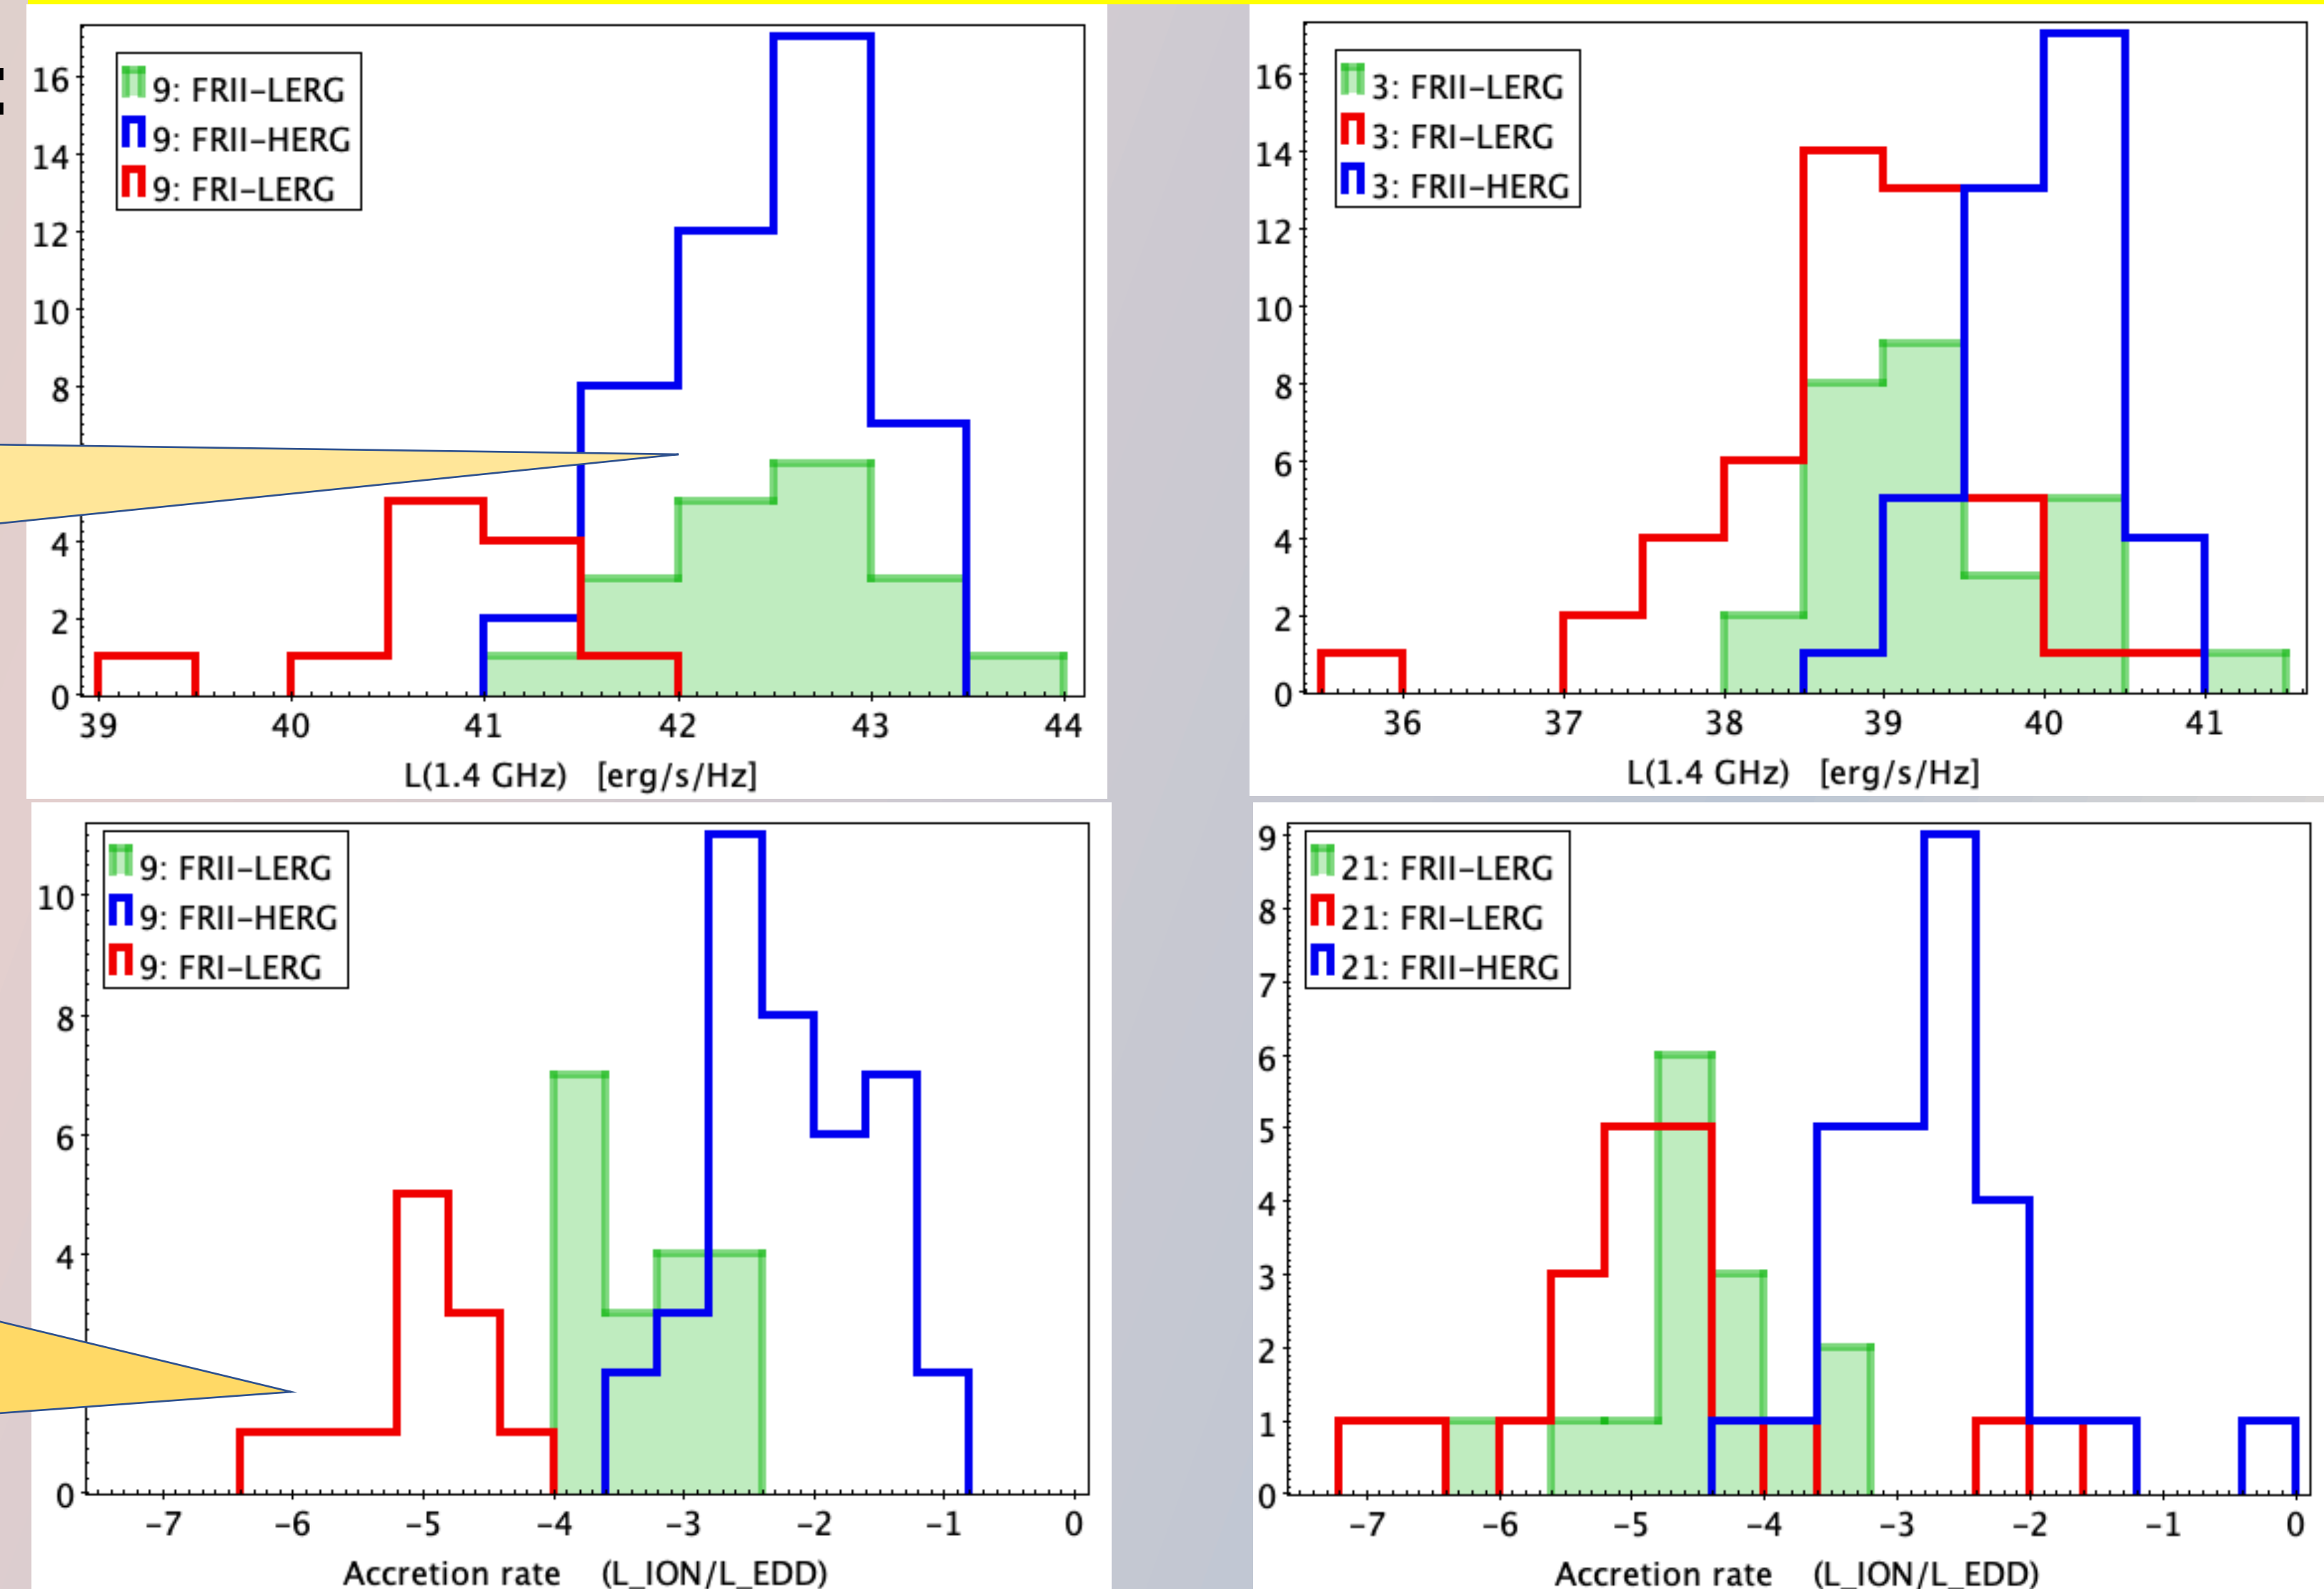 9: FRII–LERG
9: FRII–HERG
9: FRI–LERG
16
14
12
10
8
4
2
0
39 40 41 42 43 44
L(1.4 GHz) [erg/s/Hz]
3: FRII–LERG
3: FRI–LERG
3: FRII–HERG
16
14
12
10
8
6
4
2
0
36 37 38 39 40 41
L(1.4 GHz) [erg/s/Hz]
9: FRII–LERG
9: FRII–HERG
9: FRI–LERG
10
8
6
4
0
−7 −6 −5 −4 −3 −2 −1 0
Accretion rate (L_ION/L_EDD)
21: FRII–LERG
21: FRI–LERG
21: FRII–HERG
9
8
7
6
5
4
3
2
1
0
−7 −6 −5 −4 −3 −2 −1 0
Accretion rate (L_ION/L_EDD)